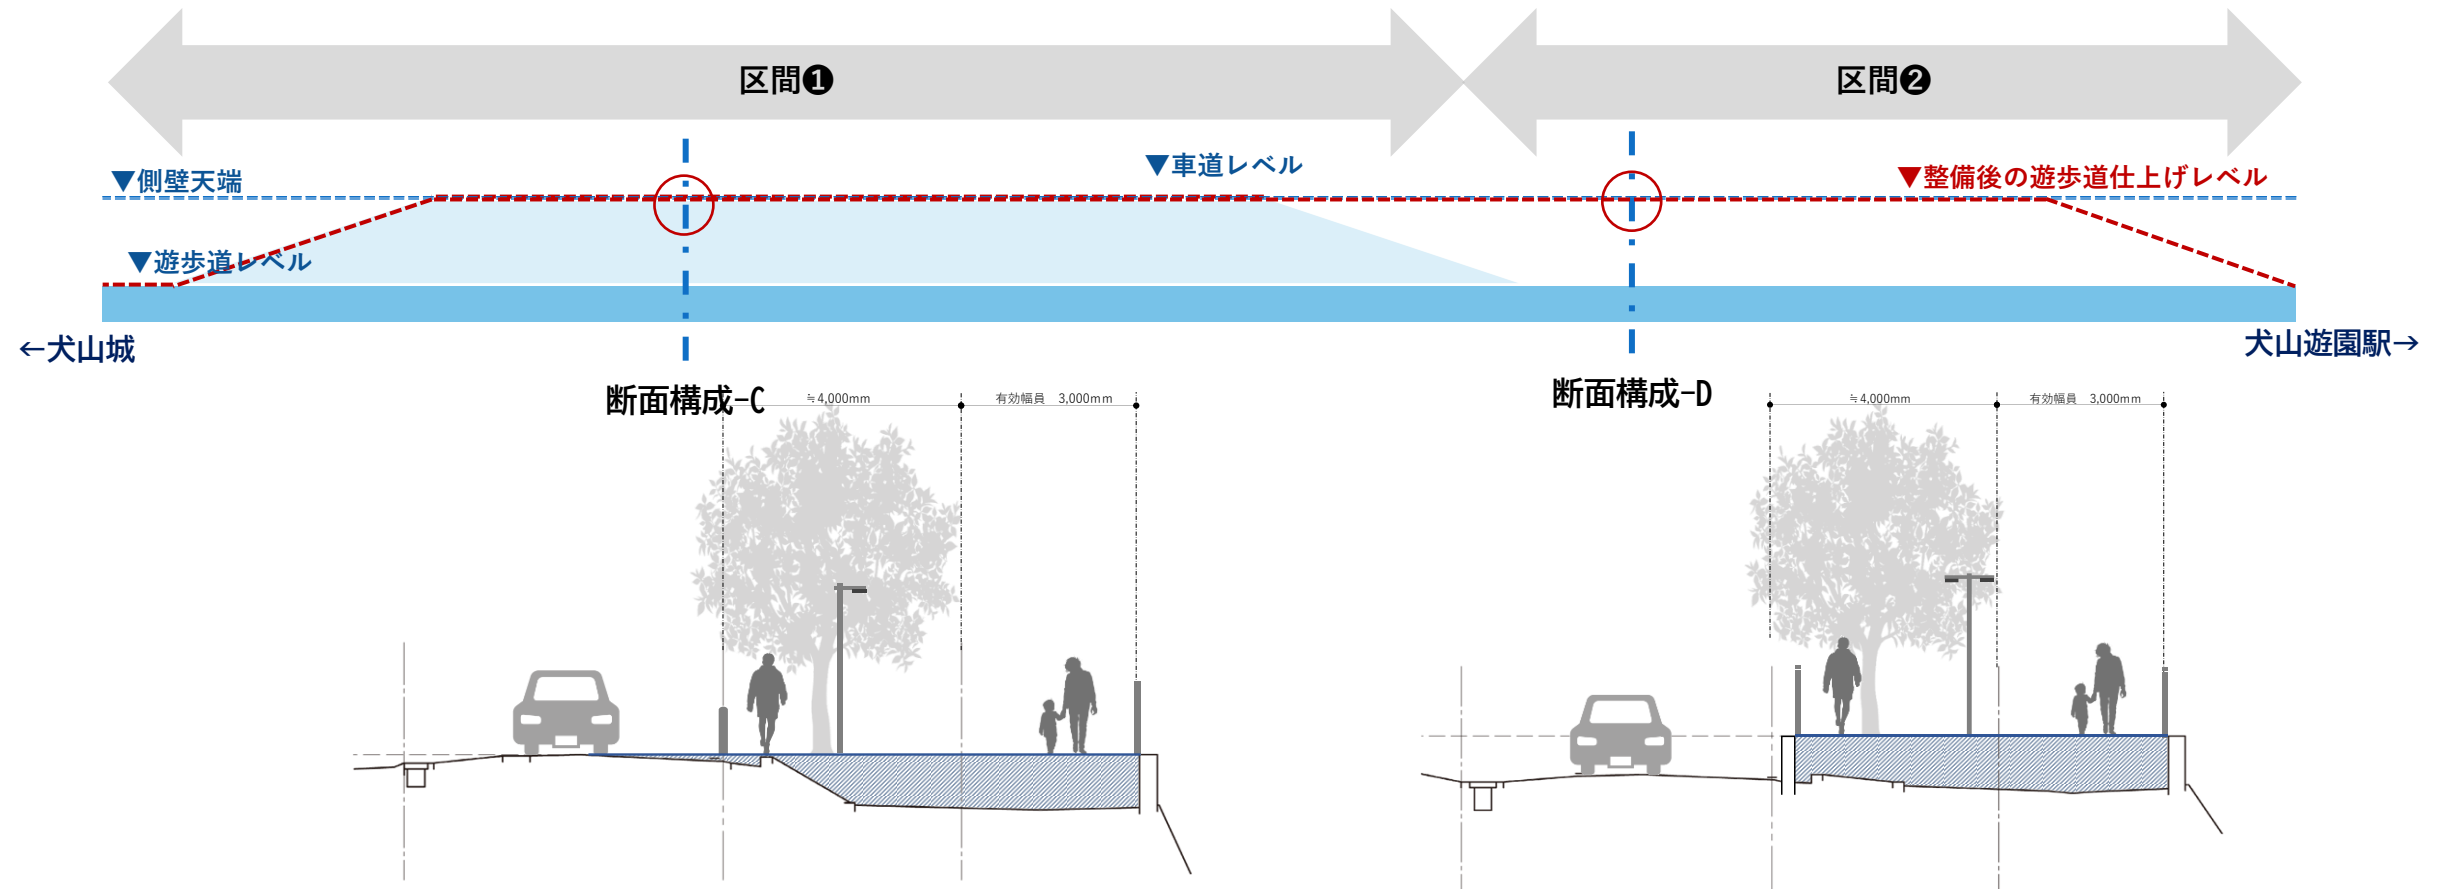 区間❶
区間❷
▼側壁天端
▼車道レベル
▼整備後の遊歩道仕上げレベル
▼遊歩道レベル
←犬山城
犬山遊園駅→
断面構成-C
≒4,000mm
有効幅員 3,000mm
断面構成-D
≒4,000mm
有効幅員 3,000mm